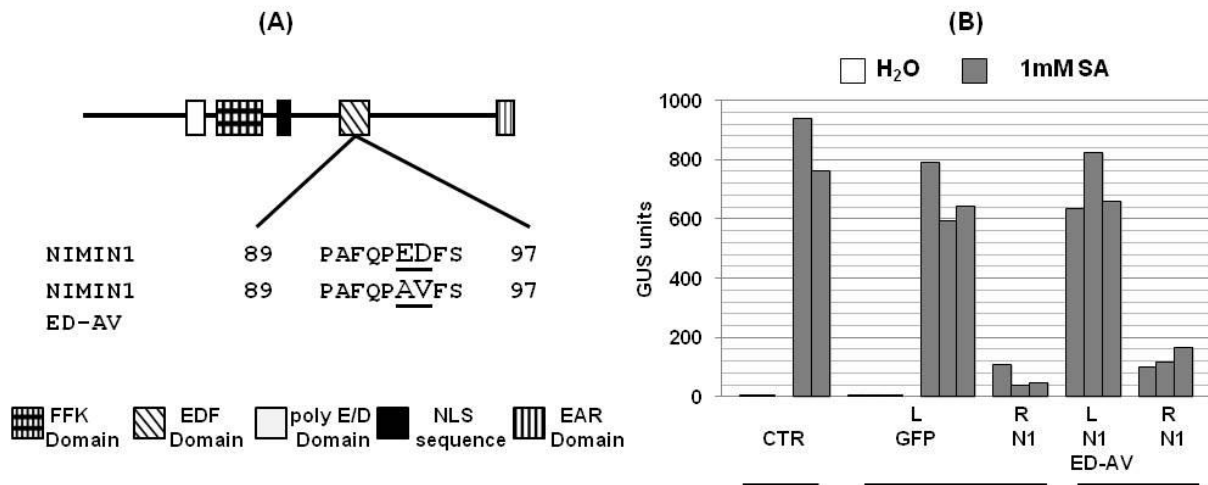 (A)
NIMIN1 89 PAFQPEDFS 97
NIMIN1 89 PAFQPAVFS 97
ED-AV
FFK Domain
EDF Domain
poly E/D Domain
NLS sequence
EAR Domain
(B)
H₂O 1mM SA
GUS units
1000
800
600
400
200
0
CTR
L GFP
R N1
L N1 ED-AV
R N1